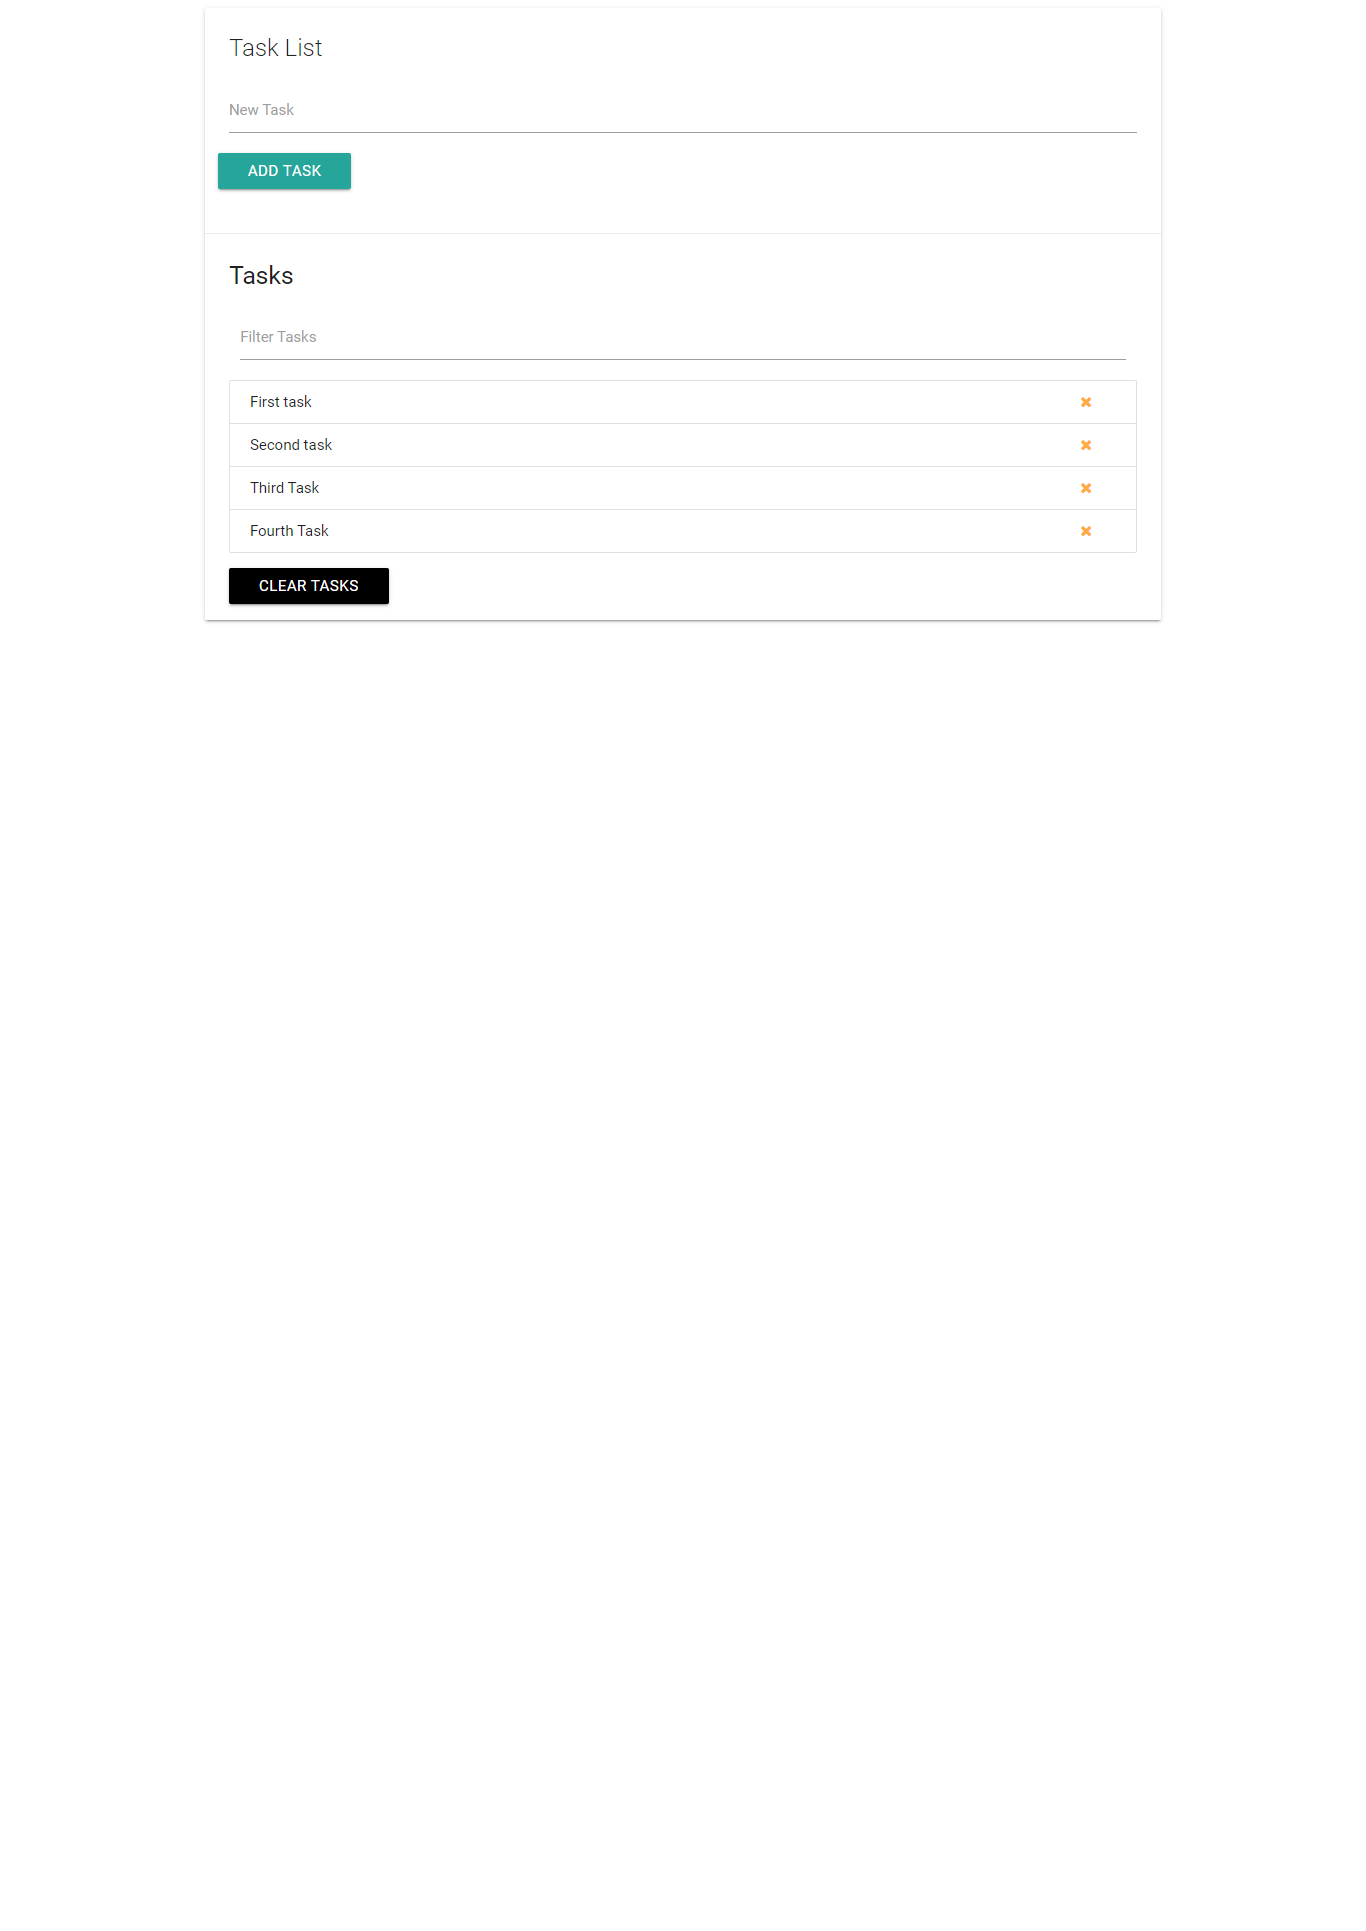 Task List
New Task
ADD TASK
Tasks
Filter Tasks
First task
Second task
Third Task
Fourth Task
CLEAR TASKS